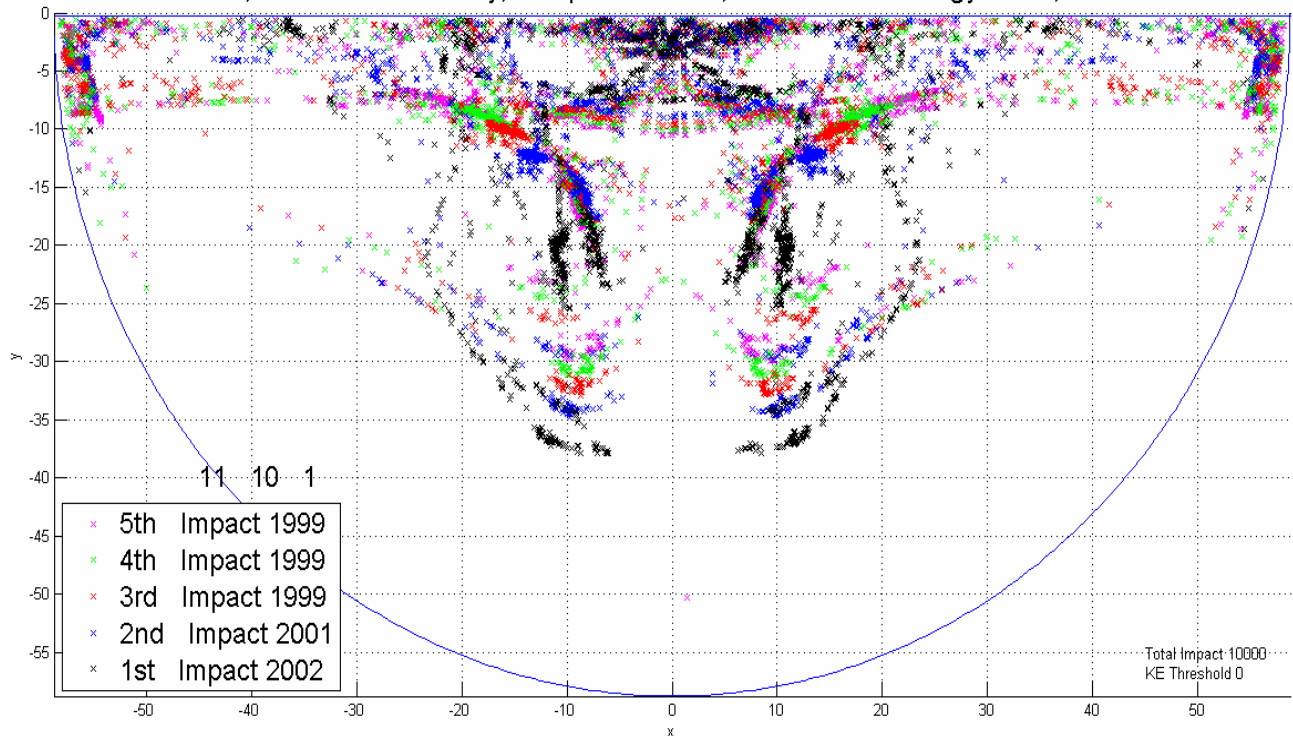 0
-5
-10
-15
-20
-25
-30
-35
-40
-45
-50
-55
y
11 10 1
5th Impact 1999
4th Impact 1999
3rd Impact 1999
2nd Impact 2001
1st Impact 2002
Total Impact 10000
KE Threshold 0
-50 -40 -30 -20 -10 0 10 20 30 40 50
x